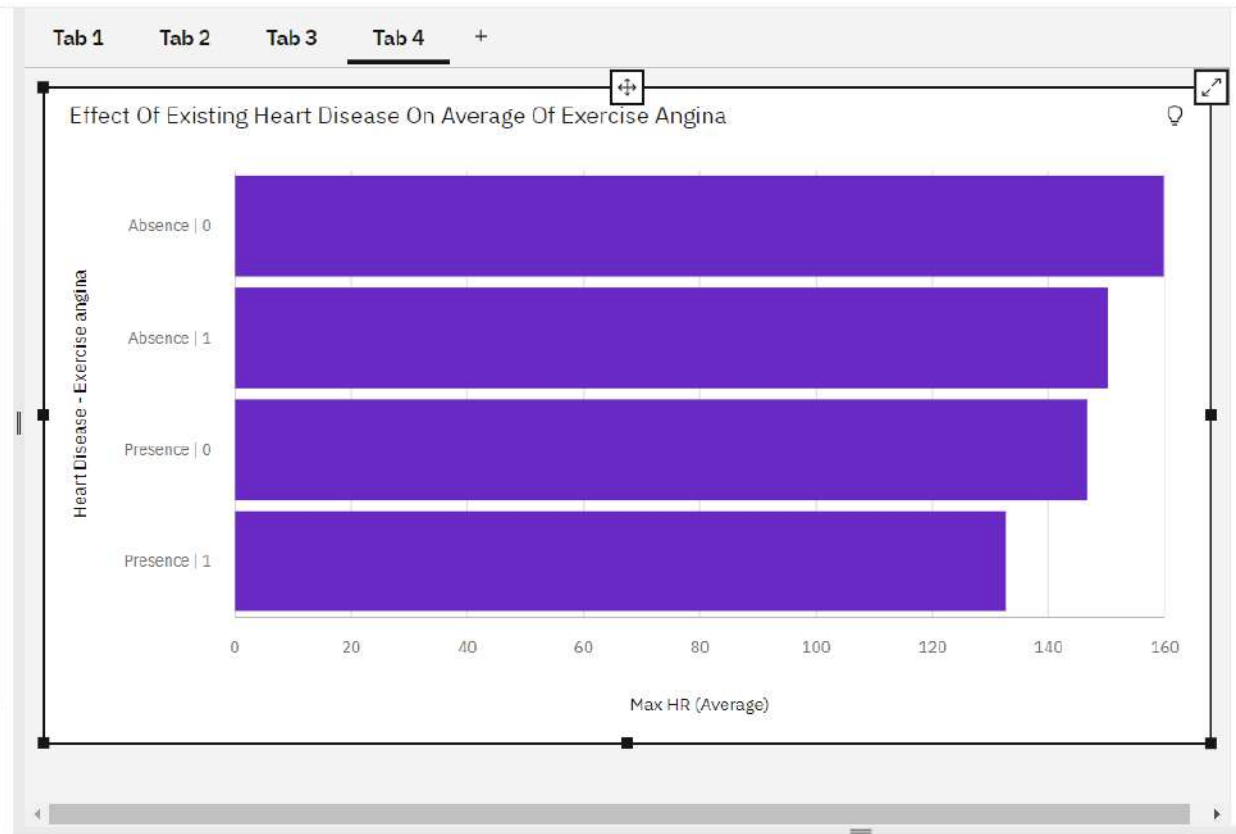 Tab 1 Tab 2 Tab 3 Tab 4 +
Effect Of Existing Heart Disease On Average Of Exercise Angina
Heart Disease - Exercise angina
Absence | 0
Absence | 1
Presence | 0
Presence | 1
0 20 40 60 80 100 120 140 160
Max HR (Average)